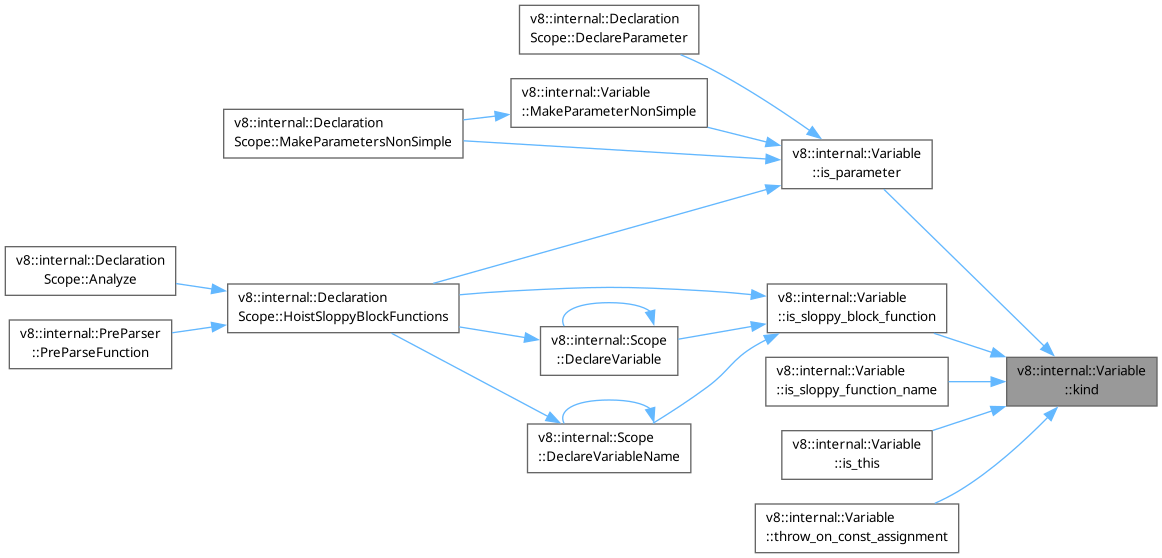 v8::internal::Declaration
Scope::DeclareParameter
v8::internal::Variable
::MakeParameterNonSimple
v8::internal::Declaration
Scope::MakeParametersNonSimple
v8::internal::Variable
::is_parameter
v8::internal::Declaration
Scope::Analyze
v8::internal::Declaration
Scope::HoistSloppyBlockFunctions
v8::internal::Variable
::is_sloppy_block_function
v8::internal::PreParser
::PreParseFunction
v8::internal::Scope
::DeclareVariable
v8::internal::Variable
::is_sloppy_function_name
v8::internal::Variable
::kind
v8::internal::Scope
::DeclareVariableName
v8::internal::Variable
::is_this
v8::internal::Variable
::throw_on_const_assignment